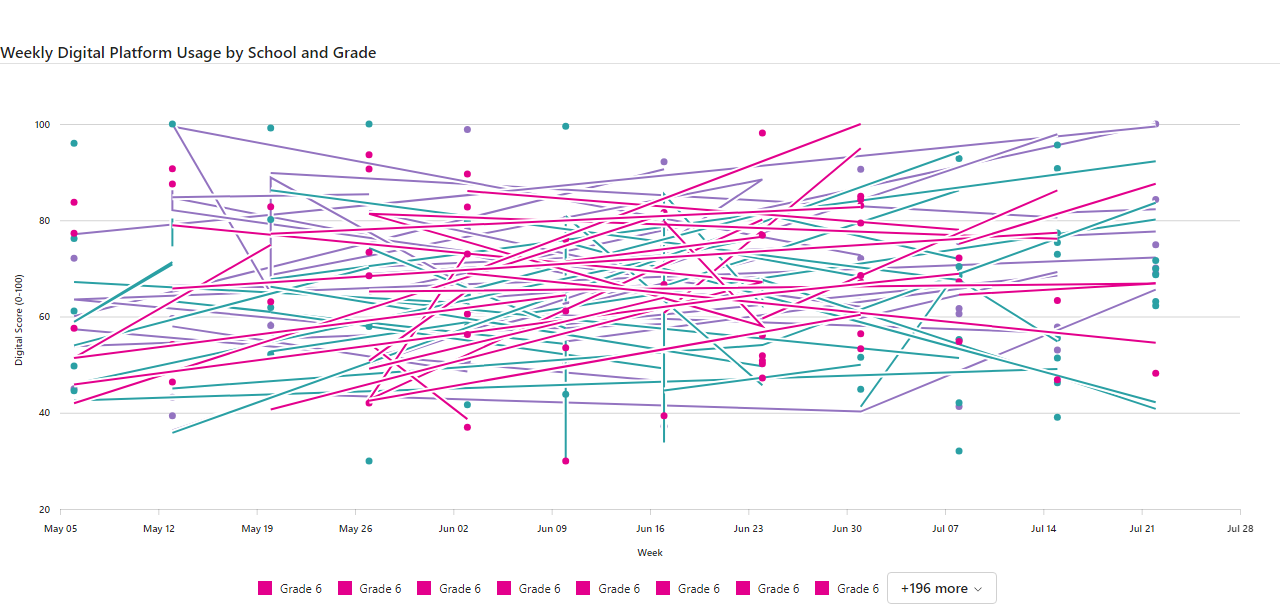 Weekly Digital Platform Usage by School and Grade
100
80
60
40
20
Digital Score (0-100)
May 05 May 12 May 19 May 26 Jun 02 Jun 09 Jun 16 Jun 23 Jun 30 Jul 07 Jul 14 Jul 21 Jul 28
Week
Grade 6 Grade 6 Grade 6 Grade 6 Grade 6 Grade 6 Grade 6 Grade 6 +196 more